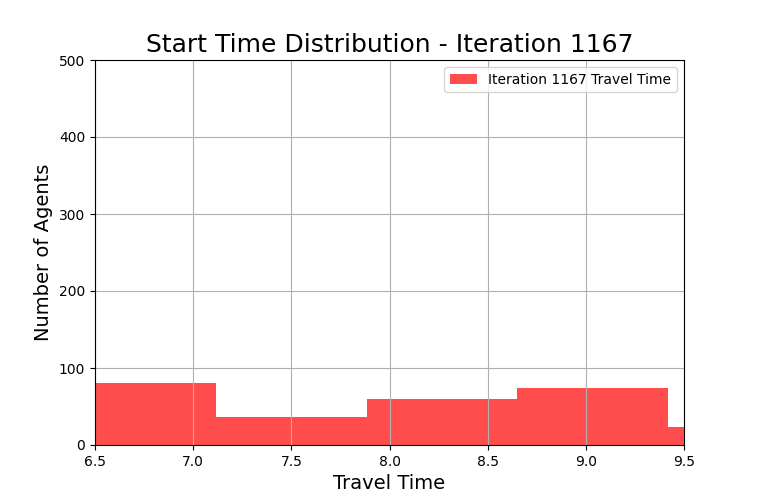 Start Time Distribution - Iteration 1167
Iteration 1167 Travel Time
Number of Agents
500
400
300
200
100
0
6.5 7.0 7.5 8.0 8.5 9.0 9.5
Travel Time